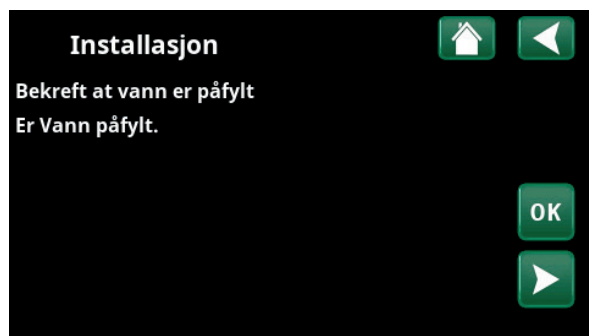 Installasjon
Bekreft at vann er påfylt
Er Vann påfylt.
OK